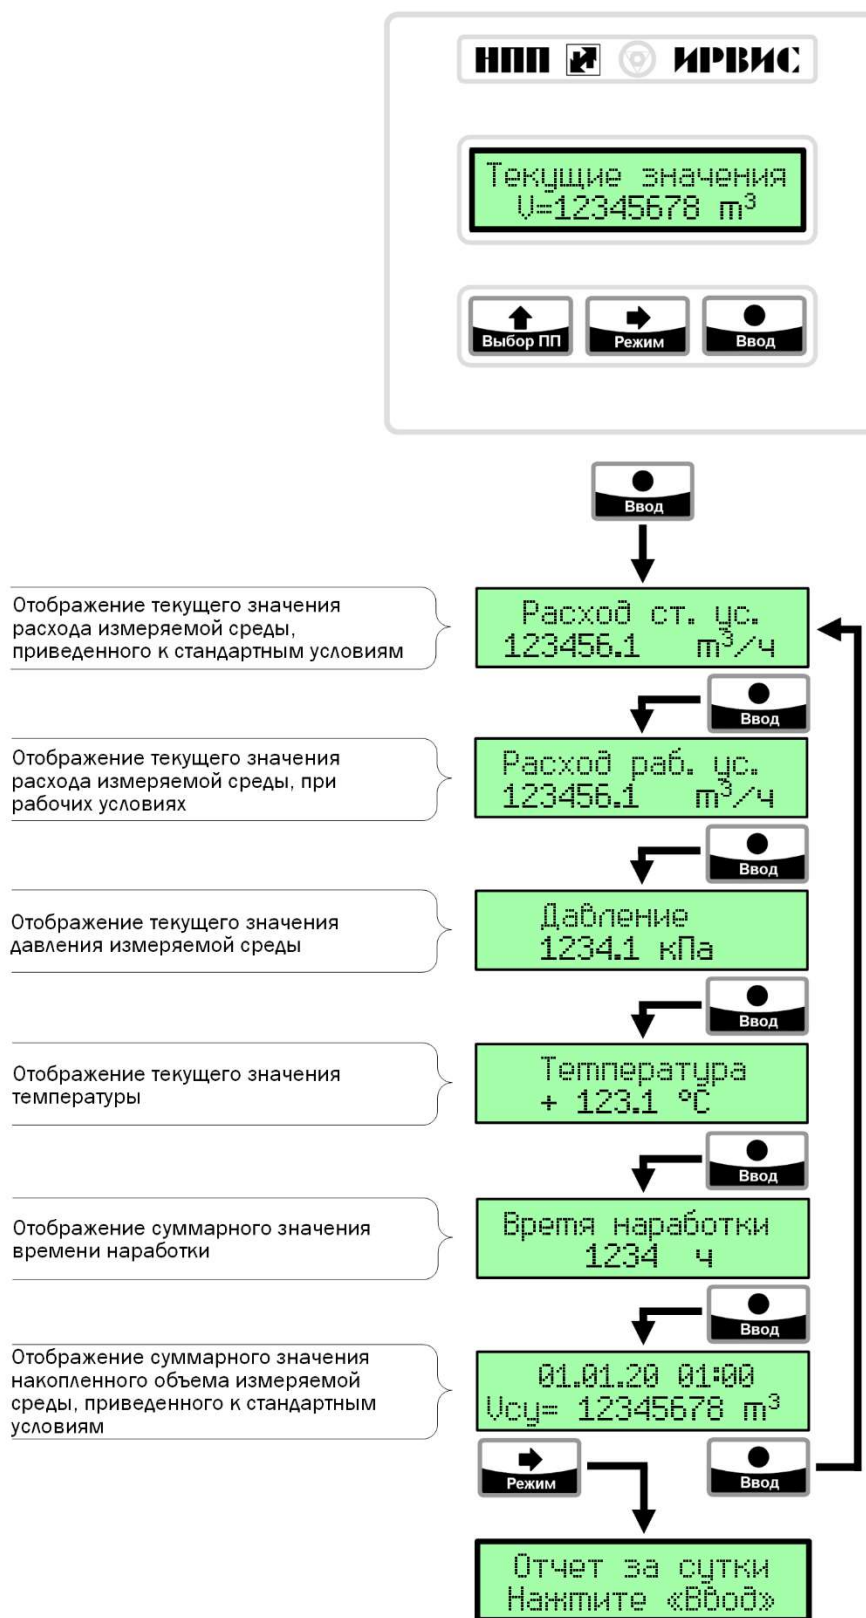 НПП ИРВИС
Текущие значения
V=12345678 m³
Выбор ПП
Режим
Ввод
Ввод
Отображение текущего значения
расхода измеряемой среды,
приведенного к стандартным условиям
Расход ст. ус.
123456.1 m³/ч
Ввод
Отображение текущего значения
расхода измеряемой среды, при
рабочих условиях
Расход раб. ус.
123456.1 m³/ч
Ввод
Отображение текущего значения
давления измеряемой среды
Давление
1234.1 кПа
Ввод
Отображение текущего значения
температуры
Температура
+ 123.1 °C
Ввод
Отображение суммарного значения
времени наработки
Время наработки
1234 ч
Ввод
Отображение суммарного значения
накопленного объема измеряемой
среды, приведенного к стандартным
условиям
01.01.20 01:00
Vcy= 12345678 m³
Режим
Ввод
Отчет за сутки
Нажмите «Ввод»